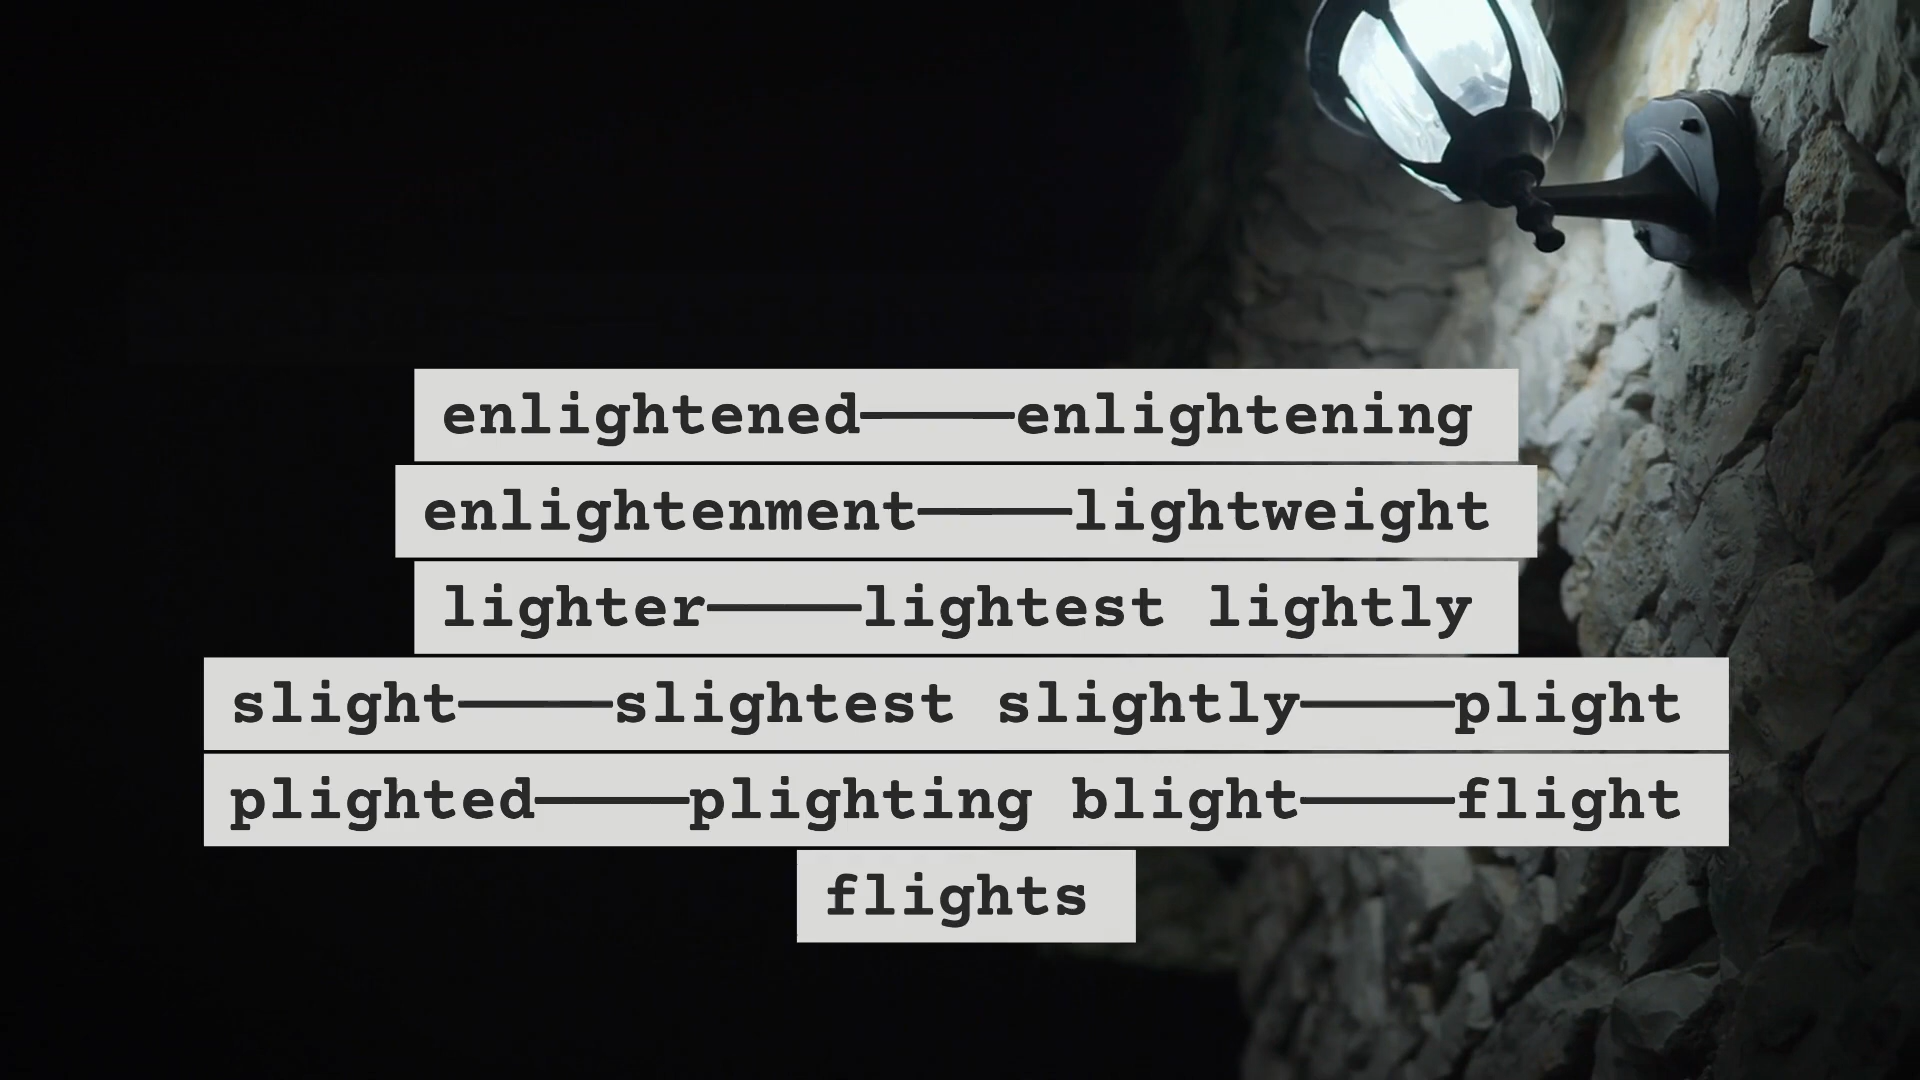 enlightened————enlightening
enlightenment————lightweight
lighter————lightest lightly
slight————slightest slightly————plight
plighted————plighting blight————flight
flights